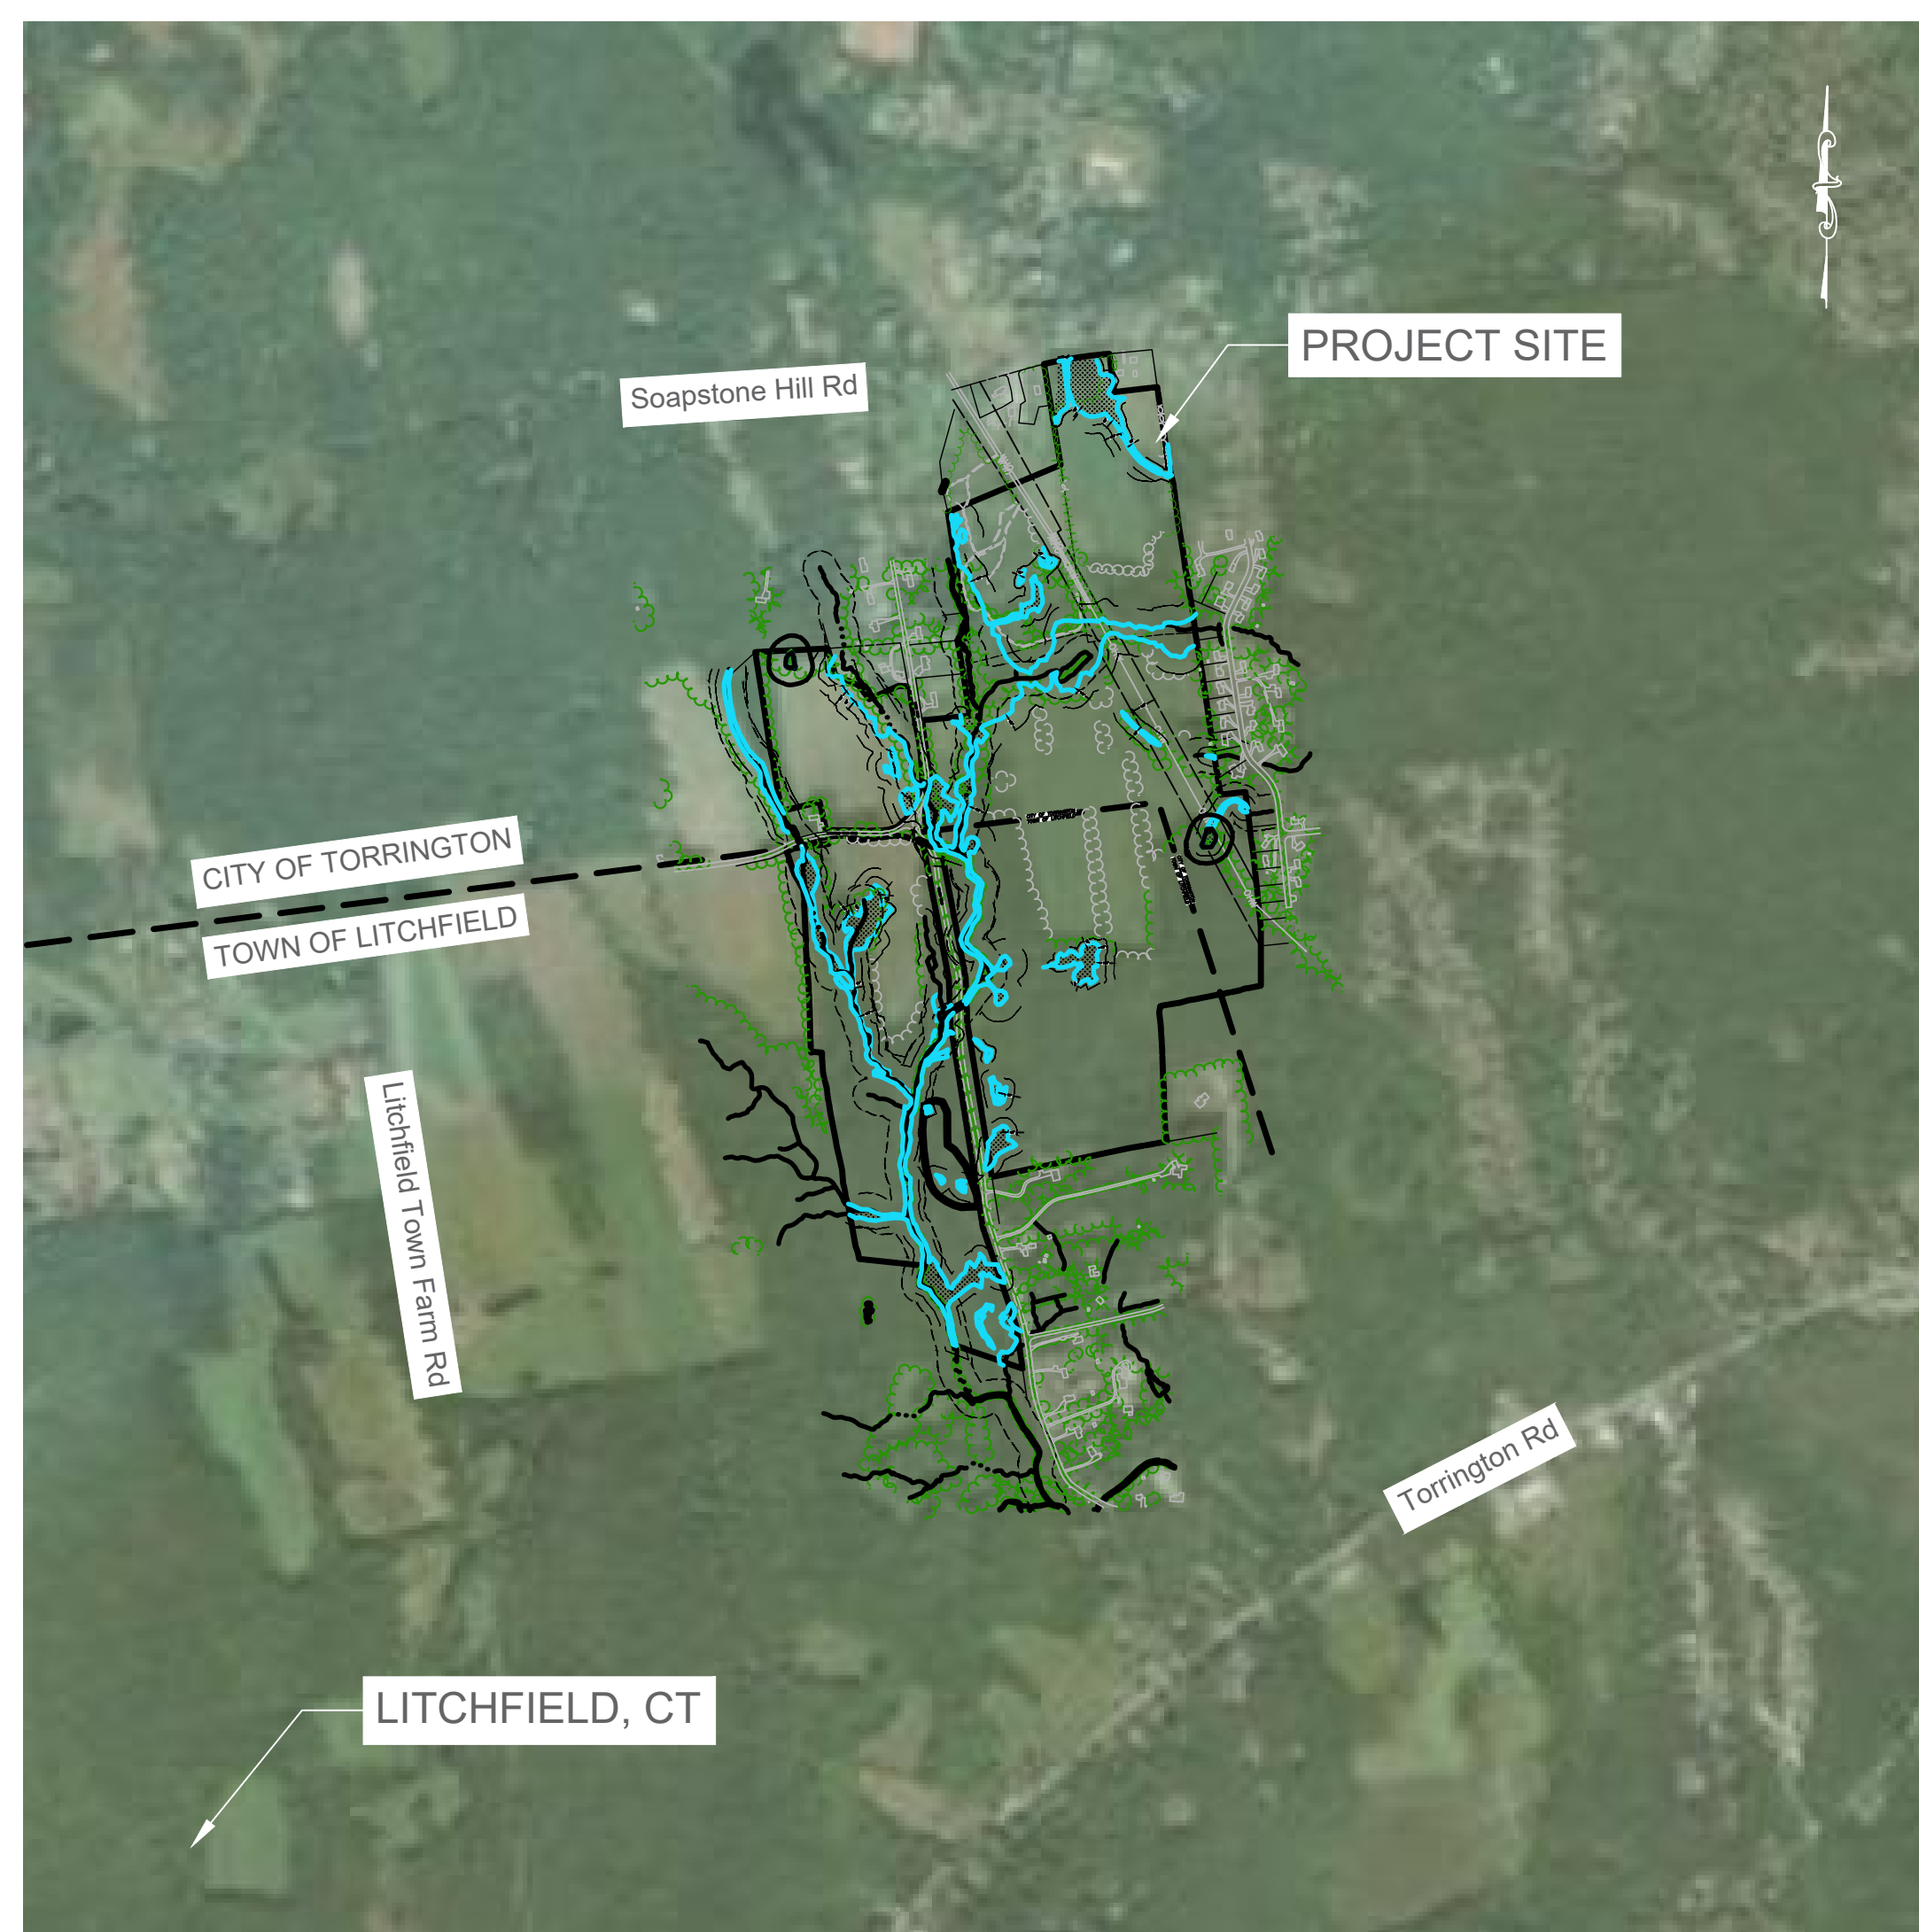 PROJECT SITE
Soapstone Hill Rd
CITY OF TORRINGTON
TOWN OF LITCHFIELD
Litchfield Town Farm Rd
Torrington Rd
LITCHFIELD, CT